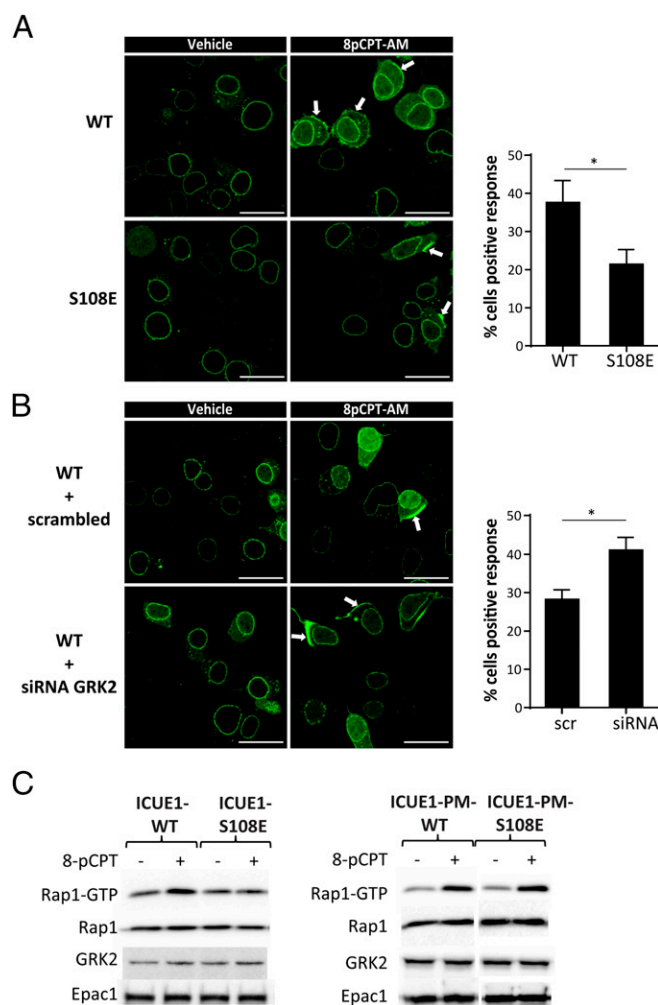 A
Vehicle 8pCPT-AM
WT
S108E
% cells positive response
50
40
30
20
10
0
*
WT S108E
B
Vehicle 8pCPT-AM
WT
+
scrambled
WT
+
siRNA GRK2
% cells positive response
50
40
30
20
10
0
*
scr siRNA
C
ICUE1- ICUE1-
WT S108E
8-pCPT - + - +
Rap1-GTP
Rap1
GRK2
Epac1
ICUE1-PM- ICUE1-PM-
WT S108E
8-pCPT - + - +
Rap1-GTP
Rap1
GRK2
Epac1